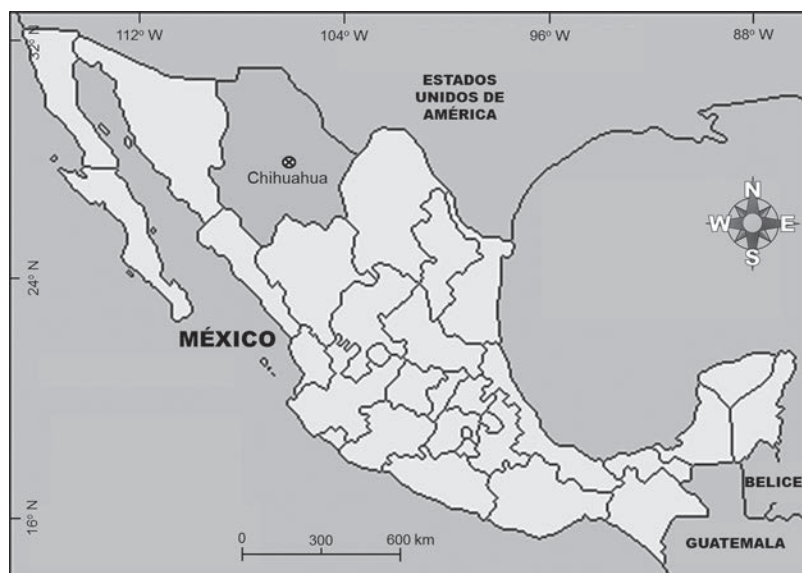 112º W
104º W
96º W
88º W
32º N
ESTADOS
UNIDOS DE
AMÉRICA
Chihuahua
N
W
E
S
24º N
MÉXICO
BELICE
16º N
0
300
600 km
GUATEMALA